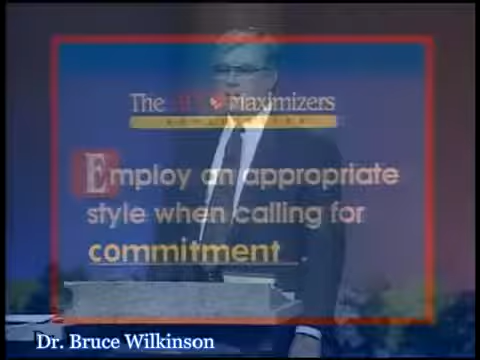 The Maximizers
Employ an appropriate
style when calling for
commitment
Dr. Bruce Wilkinson